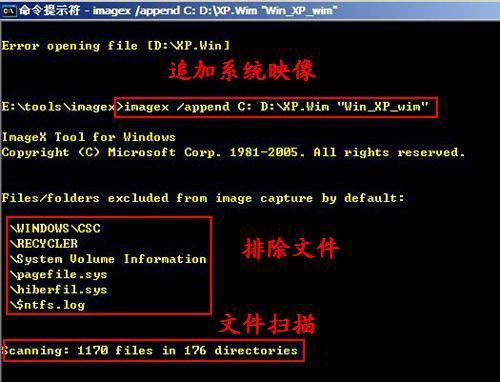 命令提示符 - imagex /append C: D:\XP.Wim "Win_XP_wim"
Error opening file [D:\XP.Win]
追加系统映像
E:\tools\imagex>imagex /append C: D:\XP.Wim "Win_XP_wim"
ImageX Tool for Windows
Copyright (C) Microsoft Corp. 1981-2005. All rights reserved.
Files/folders excluded from image capture by default:
\WINDOWS\CSC
\RECYCLER
\System Volume Information
\pagefile.sys
\hiberfil.sys
\$ntfs.log
排除文件
文件扫描
Scanning: 1170 files in 176 directories